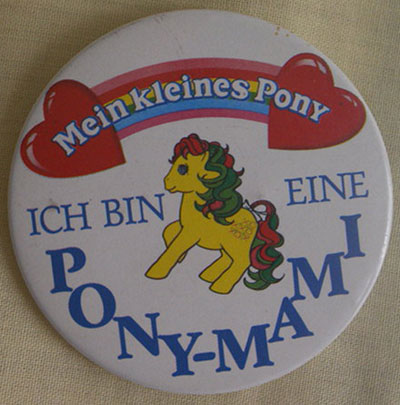 Mein kleines Pony
ICH BIN EINE
PONY-MAMI